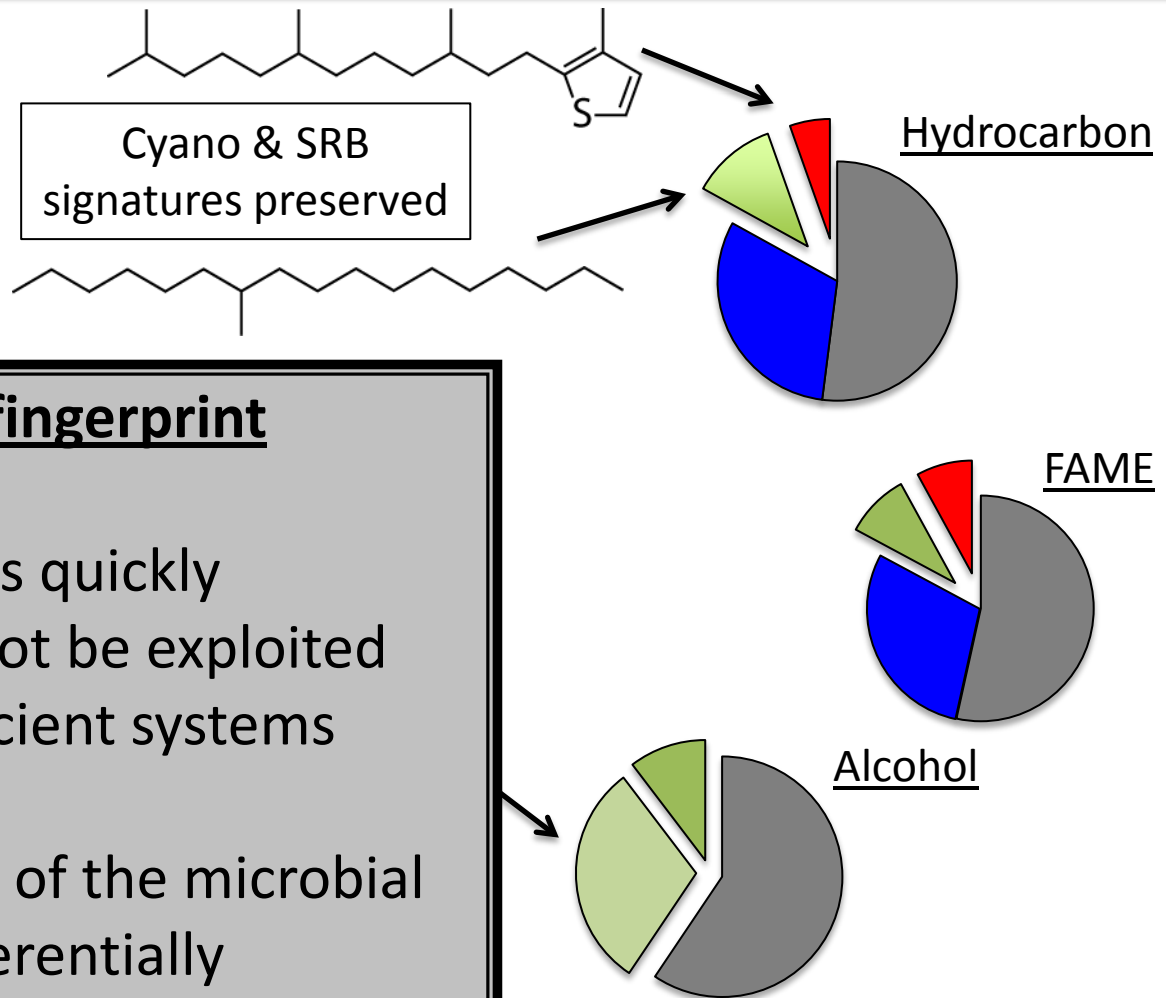 S
Cyano & SRB
signatures preserved
Hydrocarbon
fingerprint
s quickly
ot be exploited
cient systems
of the microbial
erentially
FAME
Alcohol